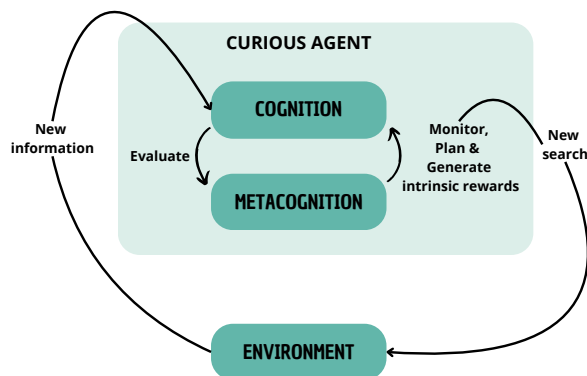 CURIOUS AGENT
COGNITION
New
information
Evaluate
Monitor,
Plan &
Generate
intrinsic rewards
New
search
METACOGNITION
ENVIRONMENT